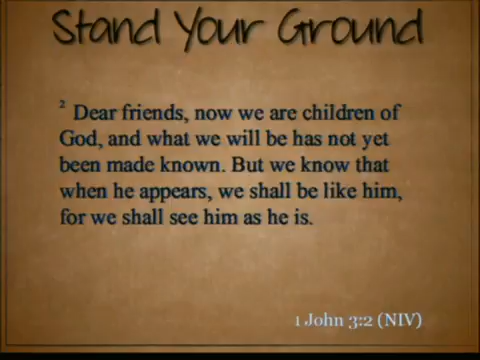 Stand Your Ground
2 Dear friends, now we are children of
God, and what we will be has not yet
been made known. But we know that
when he appears, we shall be like him,
for we shall see him as he is.
1 John 3:2 (NIV)